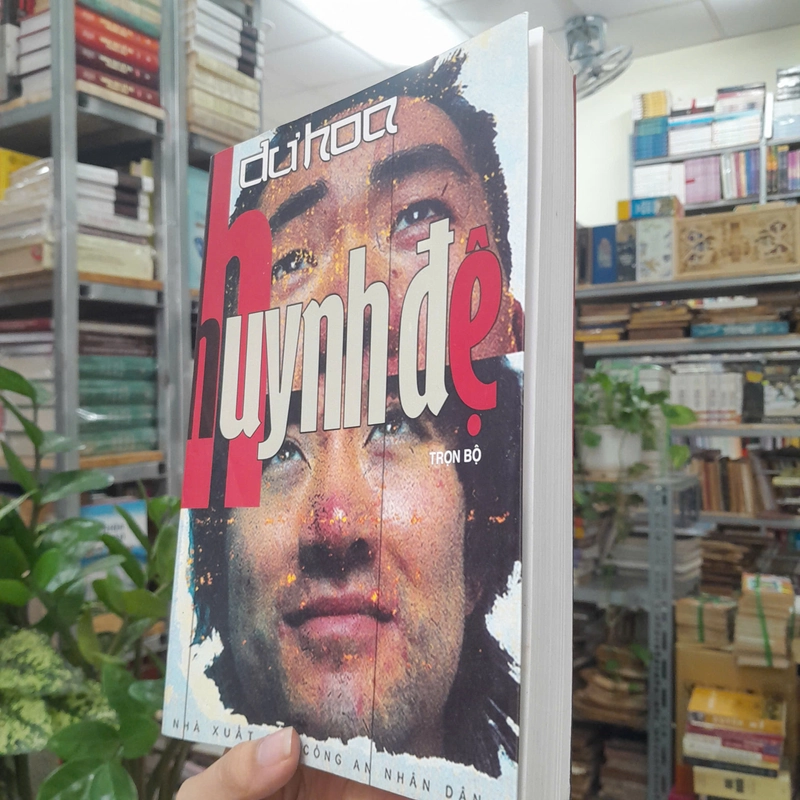 dư hoa
huynh đệ
TRỌN BỘ
NHÀ XUẤT CÔNG AN NHÂN DÂN